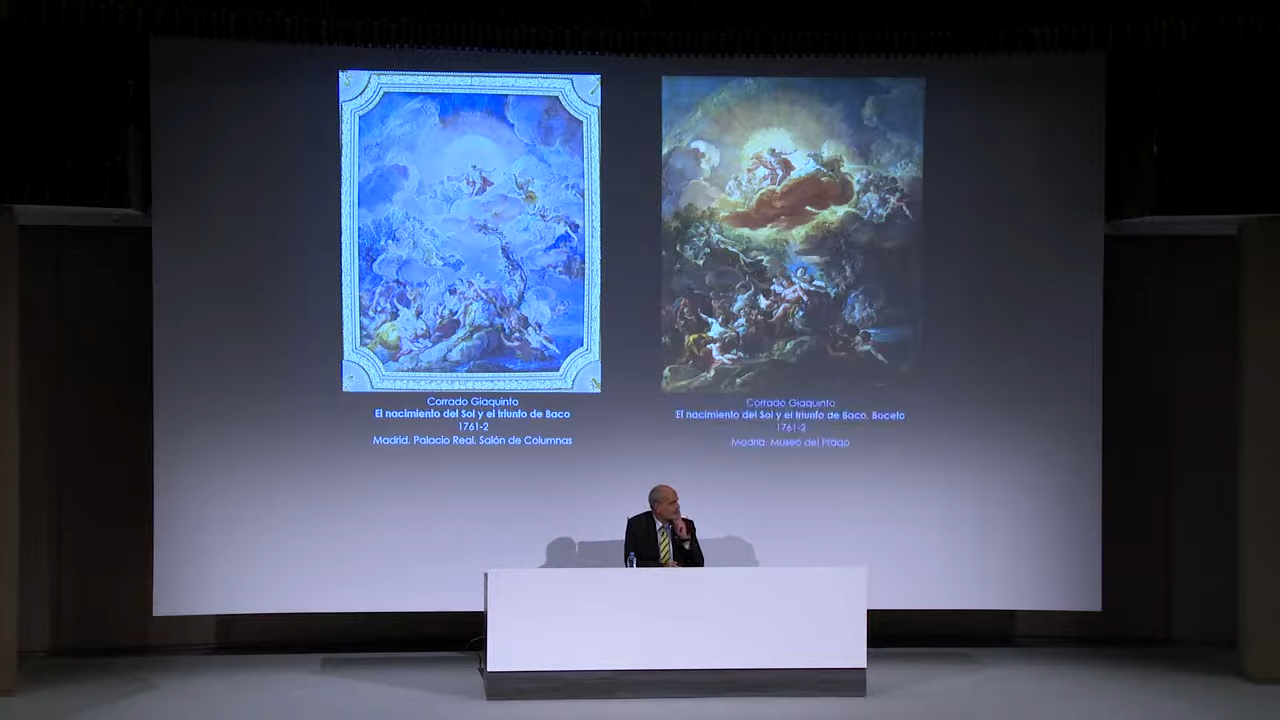 Corrado Giaquinto
El nacimiento del Sol y el triunfo de Baco
1761-2
Madrid. Palacio Real. Salón de Columnas
Corrado Giaquinto
El nacimiento del Sol y el triunfo de Baco. Boceto
1761-2
Madrid. Museo del Prado